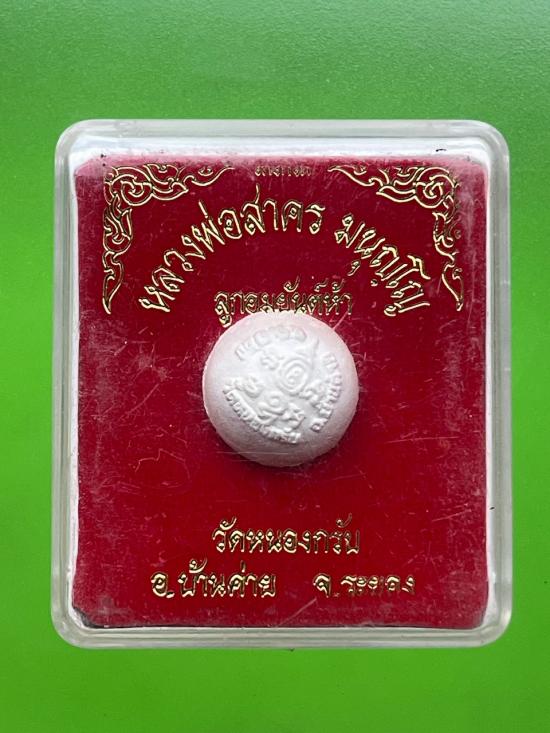 หลวงพ่อสาคร มนุญฺโญ
ลูกอมยันต์ห้า
วัดหนองกรับ
อ.บ้านค่าย จ.ระยอง